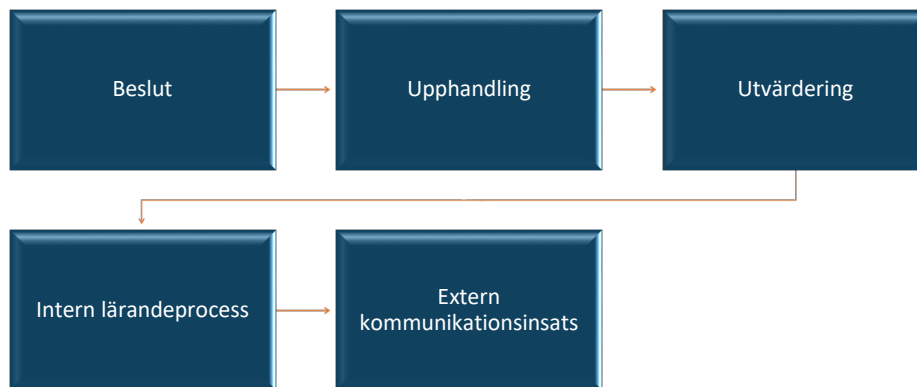 Beslut
Upphandling
Utvärdering
Intern lärandeprocess
Extern
kommunikationsinsats